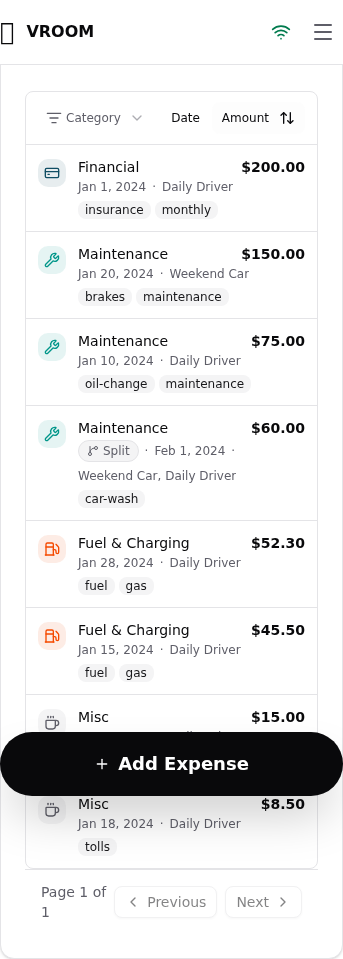 VROOM
Category Date Amount
Financial $200.00
Jan 1, 2024 · Daily Driver
insurance monthly
Maintenance $150.00
Jan 20, 2024 · Weekend Car
brakes maintenance
Maintenance $75.00
Jan 10, 2024 · Daily Driver
oil-change maintenance
Maintenance $60.00
Split · Feb 1, 2024 ·
Weekend Car, Daily Driver
car-wash
Fuel & Charging $52.30
Jan 28, 2024 · Daily Driver
fuel gas
Fuel & Charging $45.50
Jan 15, 2024 · Daily Driver
fuel gas
Misc $15.00
+ Add Expense
Misc $8.50
Jan 18, 2024 · Daily Driver
tolls
Page 1 of
1
Previous Next